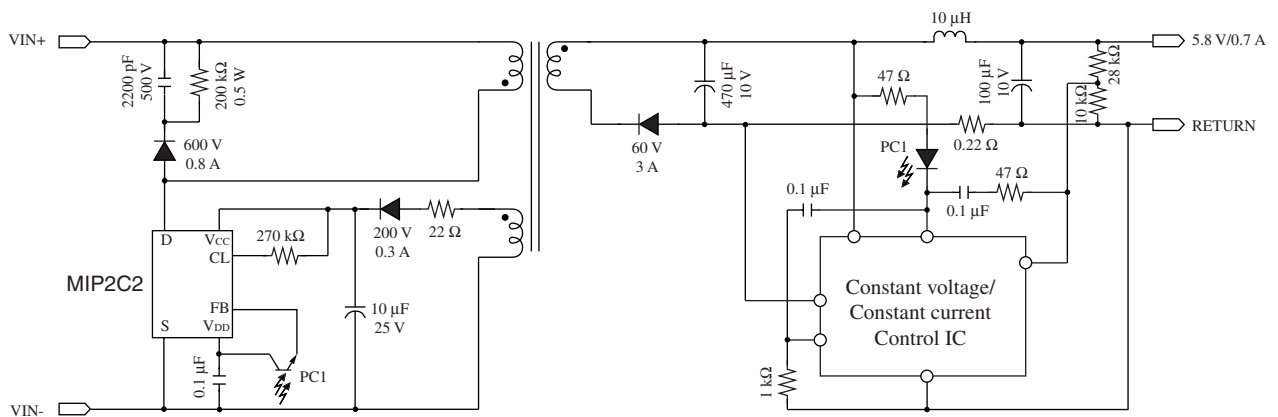 VIN+
2200 pF
500 V
200 kΩ
0.5 W
600 V
0.8 A
D
VCC
CL
FB
S
VDD
MIP2C2
270 kΩ
200 V
0.3 A
22 Ω
10 µF
25 V
0.1 µF
PC1
VIN-
60 V
3 A
470 µF
10 V
10 µH
47 Ω
PC1
0.22 Ω
100 µF
10 V
28 kΩ
10 kΩ
5.8 V/0.7 A
RETURN
0.1 µF
0.1 µF
47 Ω
Constant voltage/
Constant current
Control IC
1 kΩ